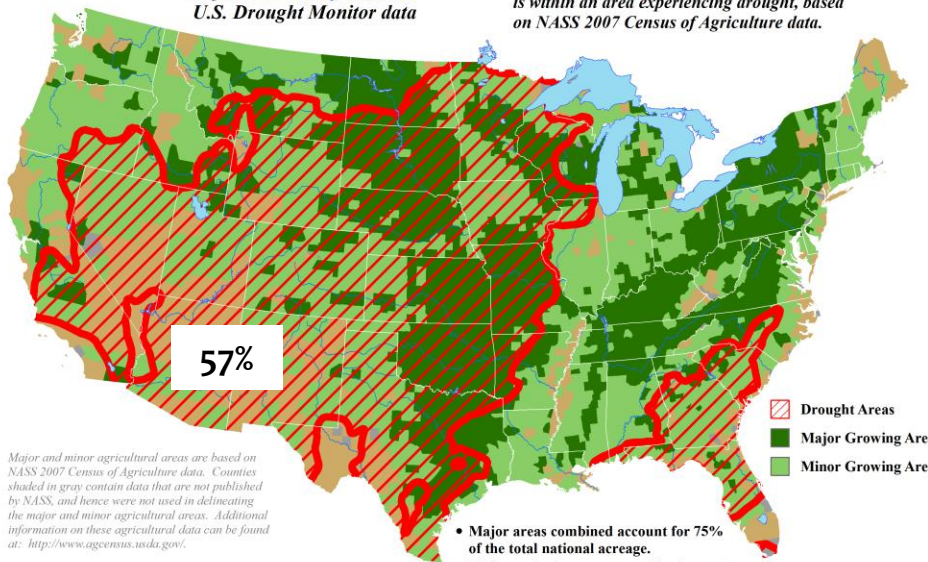 U.S. Drought Monitor data
is within an area experiencing drought, based
on NASS 2007 Census of Agriculture data.
57%
Drought Areas
Major Growing Are
Minor Growing Are
Major and minor agricultural areas are based on
NASS 2007 Census of Agriculture data. Counties
shaded in gray contain data that are not published
by NASS, and hence were not used in delineating
the major and minor agricultural areas. Additional
information on these agricultural data can be found
at: http://www.agcensus.usda.gov/.
• Major areas combined account for 75%
of the total national acreage.